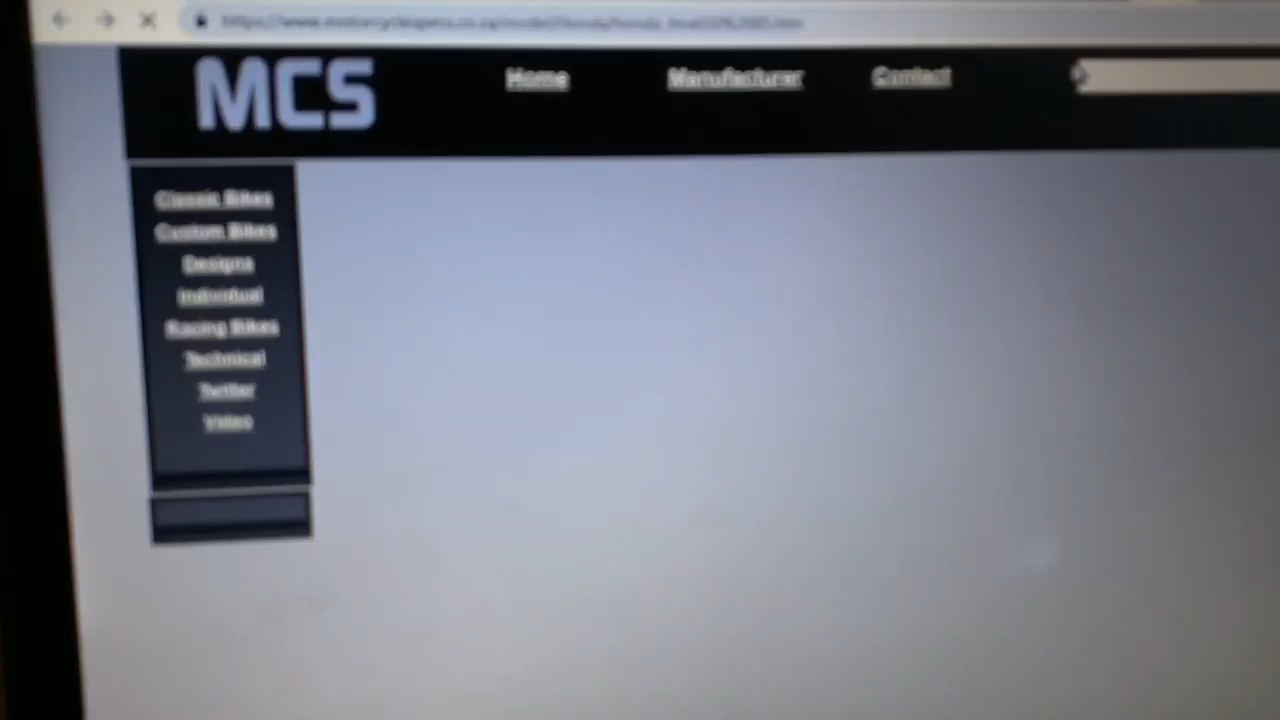 MCS
Home Manufacturer Contact
Classic Bikes
Custom Bikes
Designs
Individual
Racing Bikes
Technical
Twitter
Video